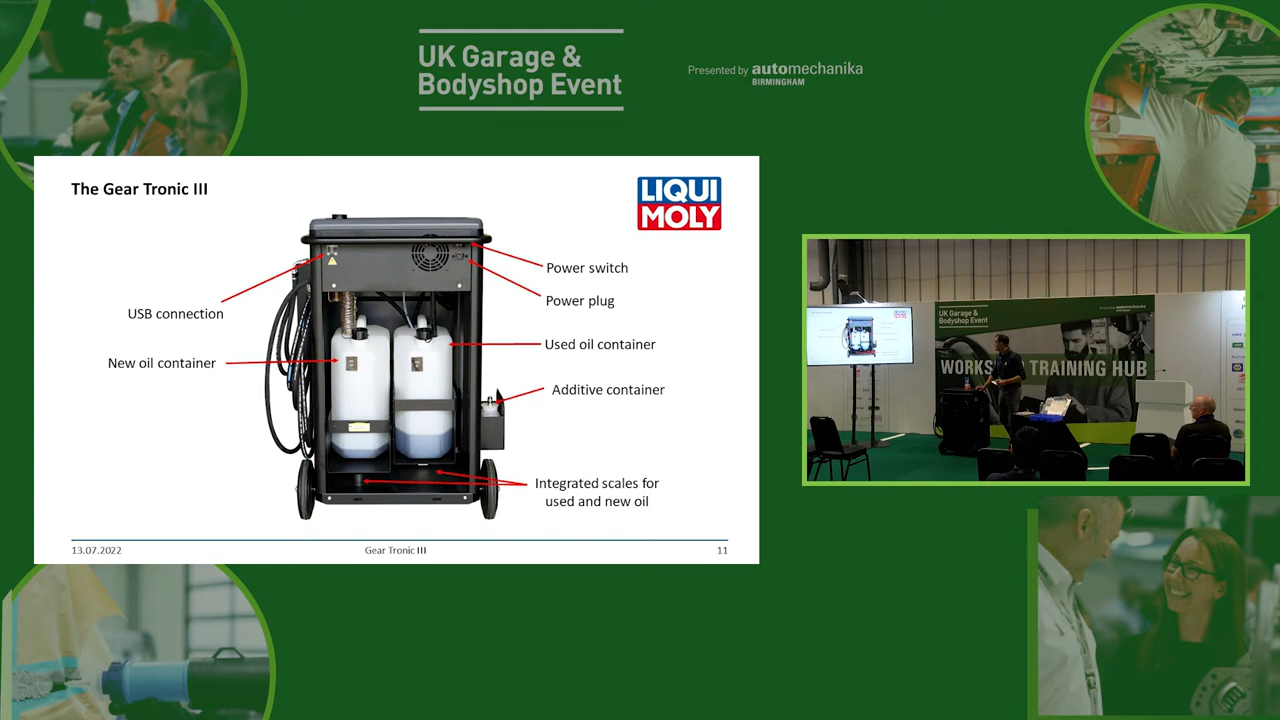 UK Garage &
Bodyshop Event
Presented by automechanika
BIRMINGHAM
The Gear Tronic III
LIQUI
MOLY
Power switch
Power plug
USB connection
New oil container
Used oil container
Additive container
Integrated scales for
used and new oil
13.07.2022
Gear Tronic III
11
UK Garage &
Bodyshop Event
WORKS
TRAINING HUB